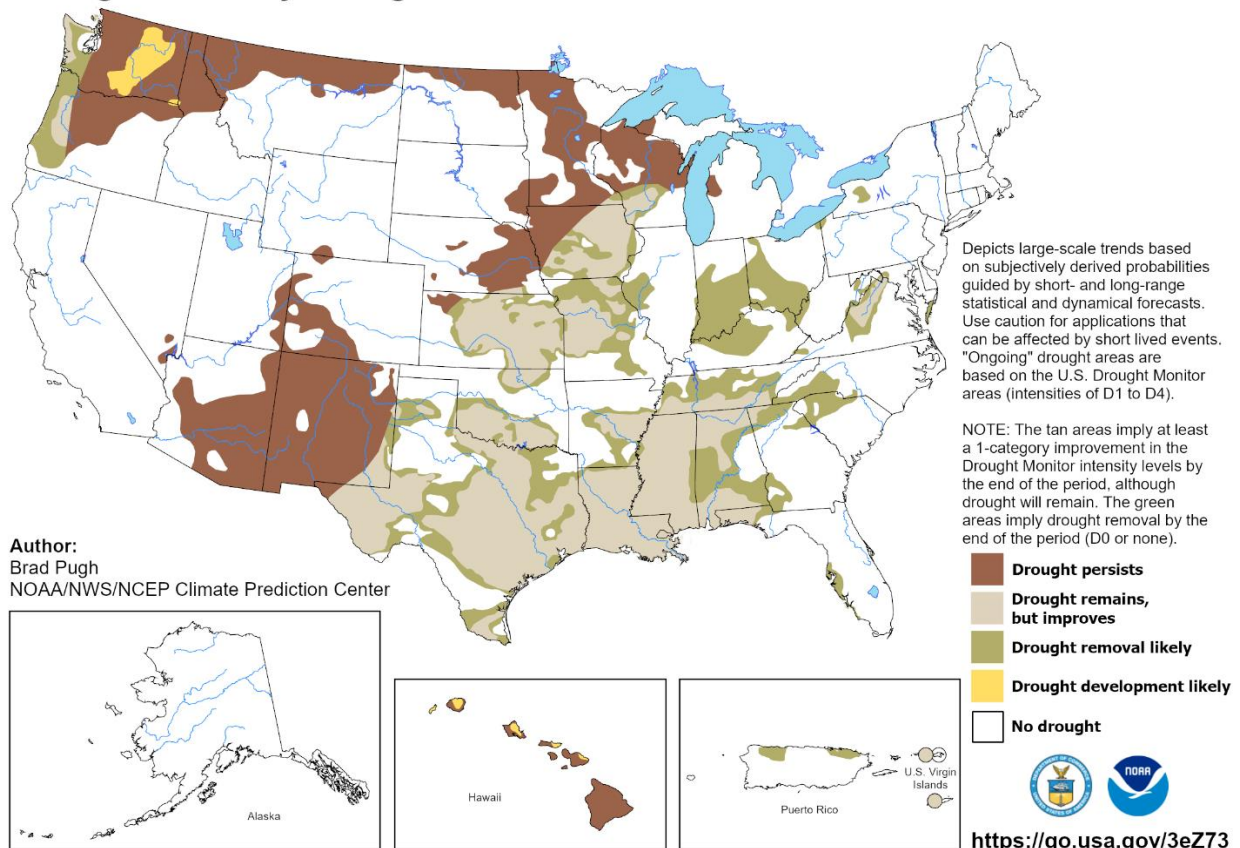 Depicts large-scale trends based
on subjectively derived probabilities
guided by short- and long-range
statistical and dynamical forecasts.
Use caution for applications that
can be affected by short lived events.
"Ongoing" drought areas are
based on the U.S. Drought Monitor
areas (intensities of D1 to D4).
NOTE: The tan areas imply at least
a 1-category improvement in the
Drought Monitor intensity levels by
the end of the period, although
drought will remain. The green
areas imply drought removal by the
end of the period (D0 or none).
Author:
Brad Pugh
NOAA/NWS/NCEP Climate Prediction Center
Drought persists
Drought remains,
but improves
Drought removal likely
Drought development likely
No drought
Alaska
Hawaii
Puerto Rico
U.S. Virgin
Islands
NOAA
https://go.usa.gov/3eZ73